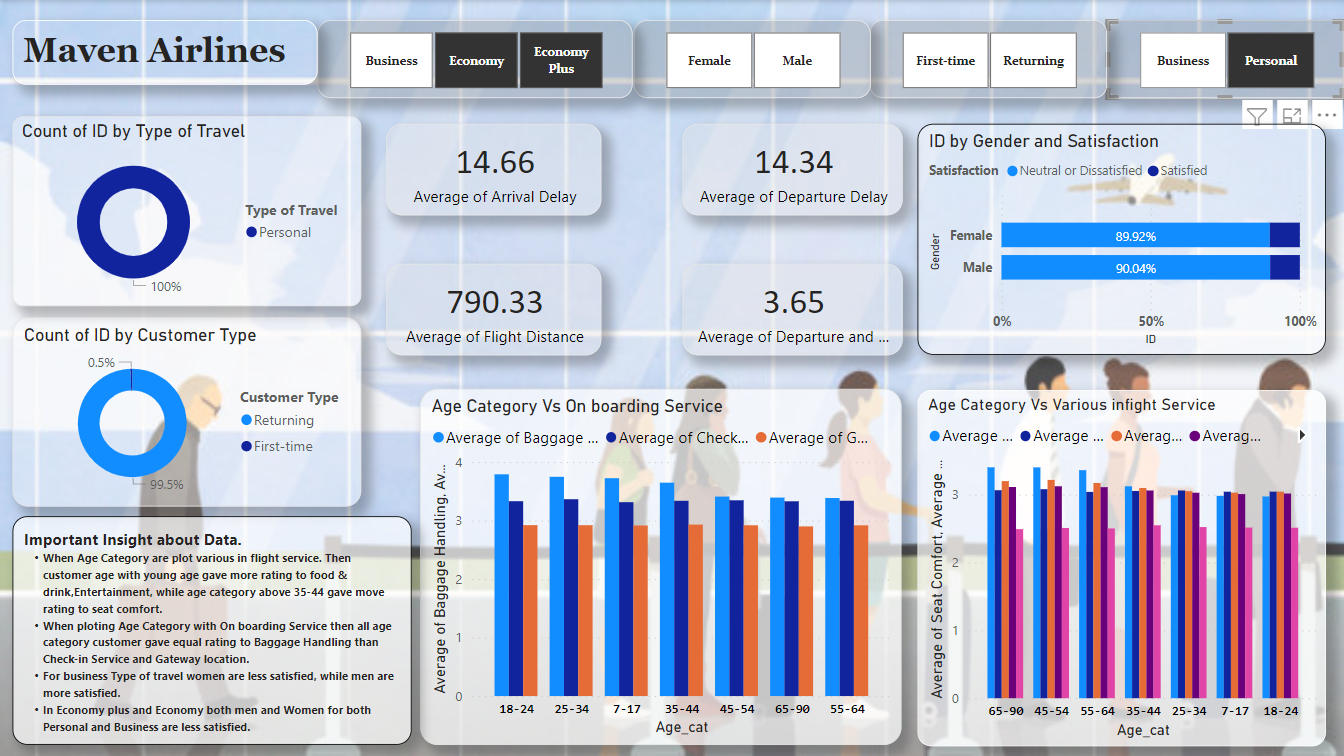 Maven Airlines
Business
Economy
Economy
Plus
Female
Male
First-time
Returning
Business
Personal
Count of ID by Type of Travel
Type of Travel
Personal
100%
14.66
Average of Arrival Delay
14.34
Average of Departure Delay
790.33
Average of Flight Distance
3.65
Average of Departure and ...
ID by Gender and Satisfaction
Satisfaction Neutral or Dissatisfied Satisfied
Gender
Female 89.92%
Male 90.04%
0% 50% 100%
ID
Count of ID by Customer Type
0.5%
Customer Type
Returning
First-time
99.5%
Important Insight about Data.
• When Age Category are plot various in flight service. Then
customer age with young age gave more rating to food &
drink,Entertainment, while age category above 35-44 gave move
rating to seat comfort.
• When ploting Age Category with On boarding Service then all age
category customer gave equal rating to Baggage Handling than
Check-in Service and Gateway location.
• For business Type of travel women are less satisfied, while men are
more satisfied.
• In Economy plus and Economy both men and Women for both
Personal and Business are less satisfied.
Age Category Vs On boarding Service
Average of Baggage ... Average of Check... Average of G...
Average of Baggage Handling, Av...
4
3
2
1
0
18-24 25-34 7-17 35-44 45-54 65-90 55-64
Age_cat
Age Category Vs Various infight Service
Average ... Average ... Averag... Averag...
Average of Seat Comfort, Average ...
3
2
1
0
65-90 45-54 55-64 35-44 25-34 7-17 18-24
Age_cat